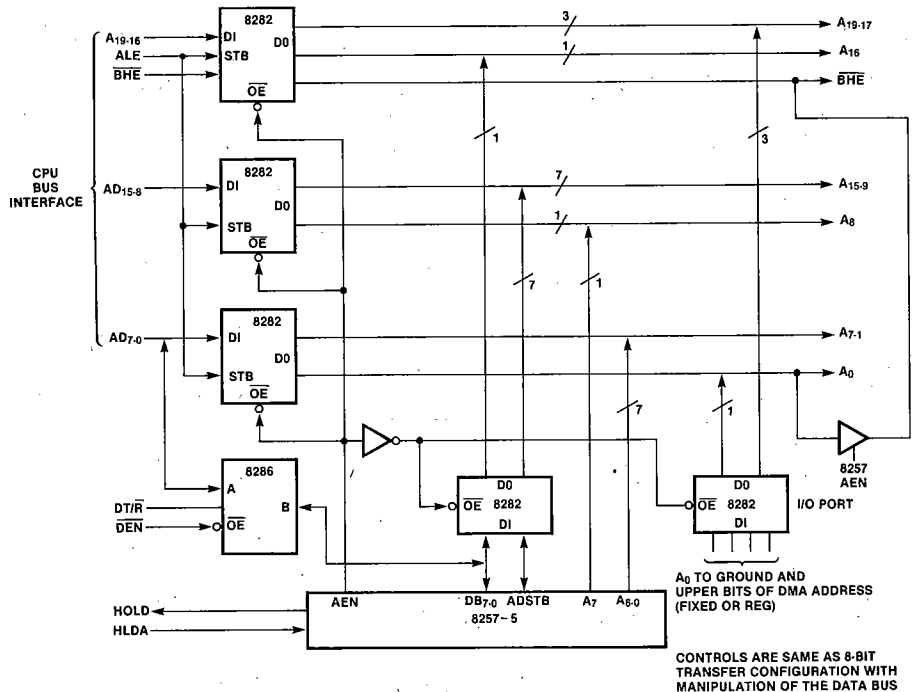 8282
DI
STB
D0
OE
A19-16
ALE
BHE
3
A19-17
1
A16
BHE
1
3
CPU
BUS
INTERFACE
AD15-8
8282
DI
D0
STB
OE
7
A15-9
1
A8
7
1
AD7-0
8282
DI
D0
STB
OE
A7-1
A0
7
1
8257
AEN
8286
A
B
OE
DT/R
DEN
D0
OE 8282
DI
D0
OE 8282
DI
I/O PORT
A0 TO GROUND AND
UPPER BITS OF DMA ADDRESS
(FIXED OR REG)
HOLD
HLDA
AEN DB7-0 ADSTB A7 A6-0
8257-5
CONTROLS ARE SAME AS 8-BIT
TRANSFER CONFIGURATION WITH
MANIPULATION OF THE DATA BUS